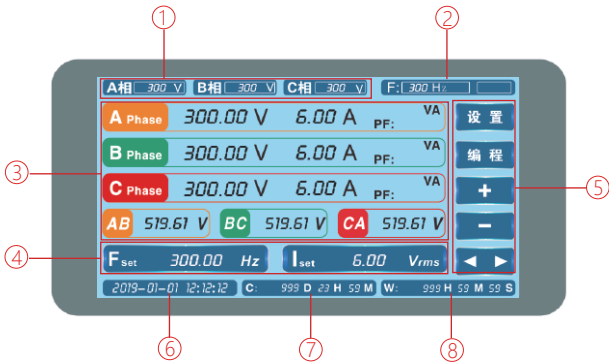 ① ②
A相 300 V B相 300 V C相 300 V F: 300 Hz
A Phase 300.00 V 6.00 A PF: VA 设 置
B Phase 300.00 V 6.00 A PF: VA 编 程
③ C Phase 300.00 V 6.00 A PF: VA + ⑤
AB 519.61 V BC 519.61 V CA 519.61 V −
④ Fset 300.00 Hz Iset 6.00 Vrms ◀ ▶
2019-01-01 12:12:12 C: 999 D 23 H 59 M W: 999 H 59 M 59 S
⑥ ⑦ ⑧